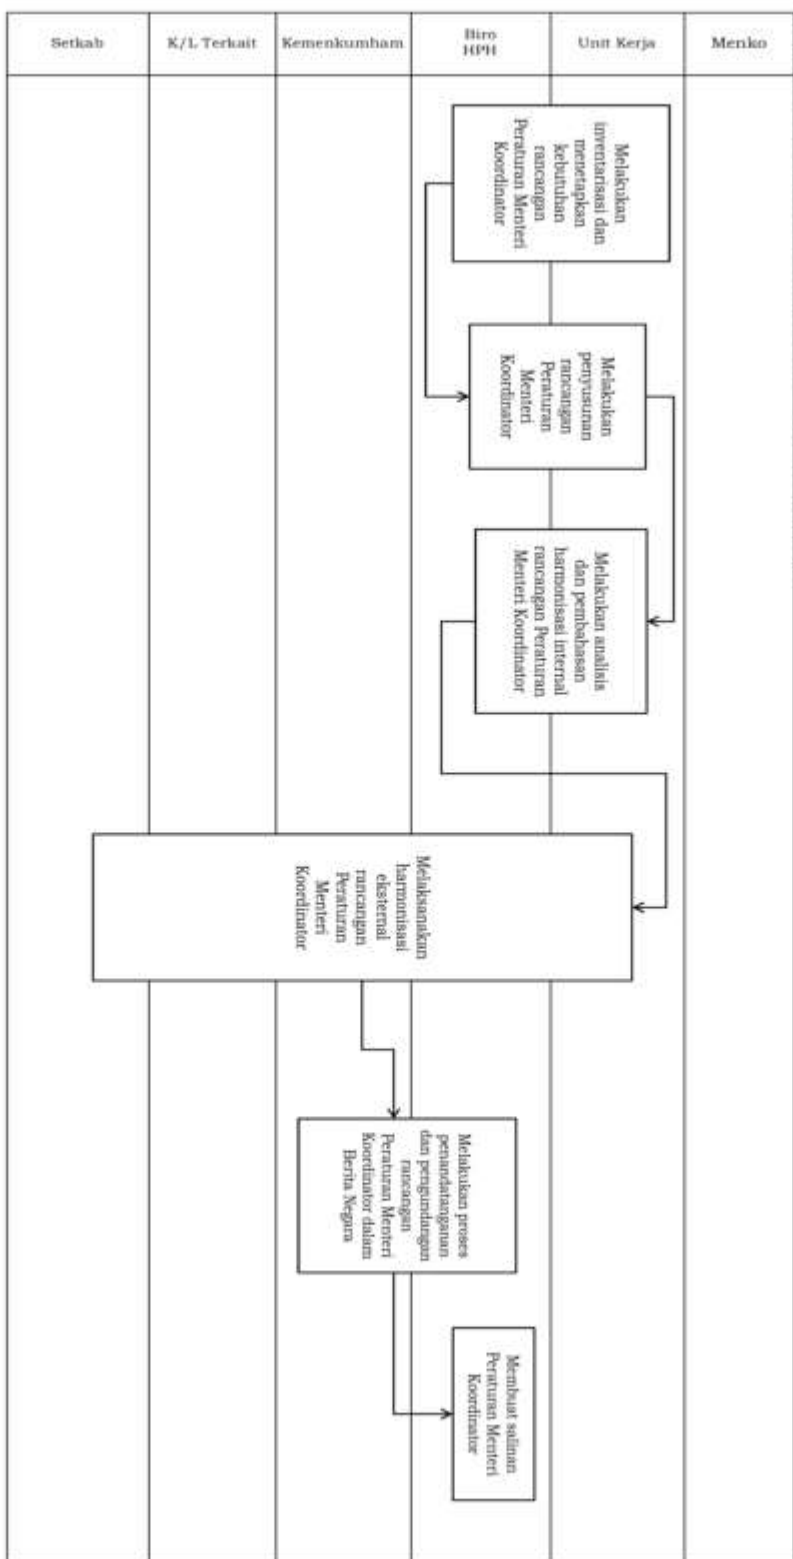 Setkab
K/L Terkait
Kemenkumham
Biro
HPH
Unit Kerja
Menko
Melakukan
inventarisasi dan
menetapkan
kebutuhan
rancangan
Peraturan Menteri
Koordinator
Melakukan
penyusunan
rancangan
Peraturan
Menteri
Koordinator
Melakukan analisis
dan pembahasan
harmonisasi internal
rancangan Peraturan
Menteri Koordinator
Melaksanakan
harmonisasi
eksternal
rancangan
Peraturan
Menteri
Koordinator
Melakukan proses
penandatanganan
dan pengundangan
rancangan
Peraturan Menteri
Koordinator dalam
Berita Negara
Membuat salinan
Peraturan Menteri
Koordinator